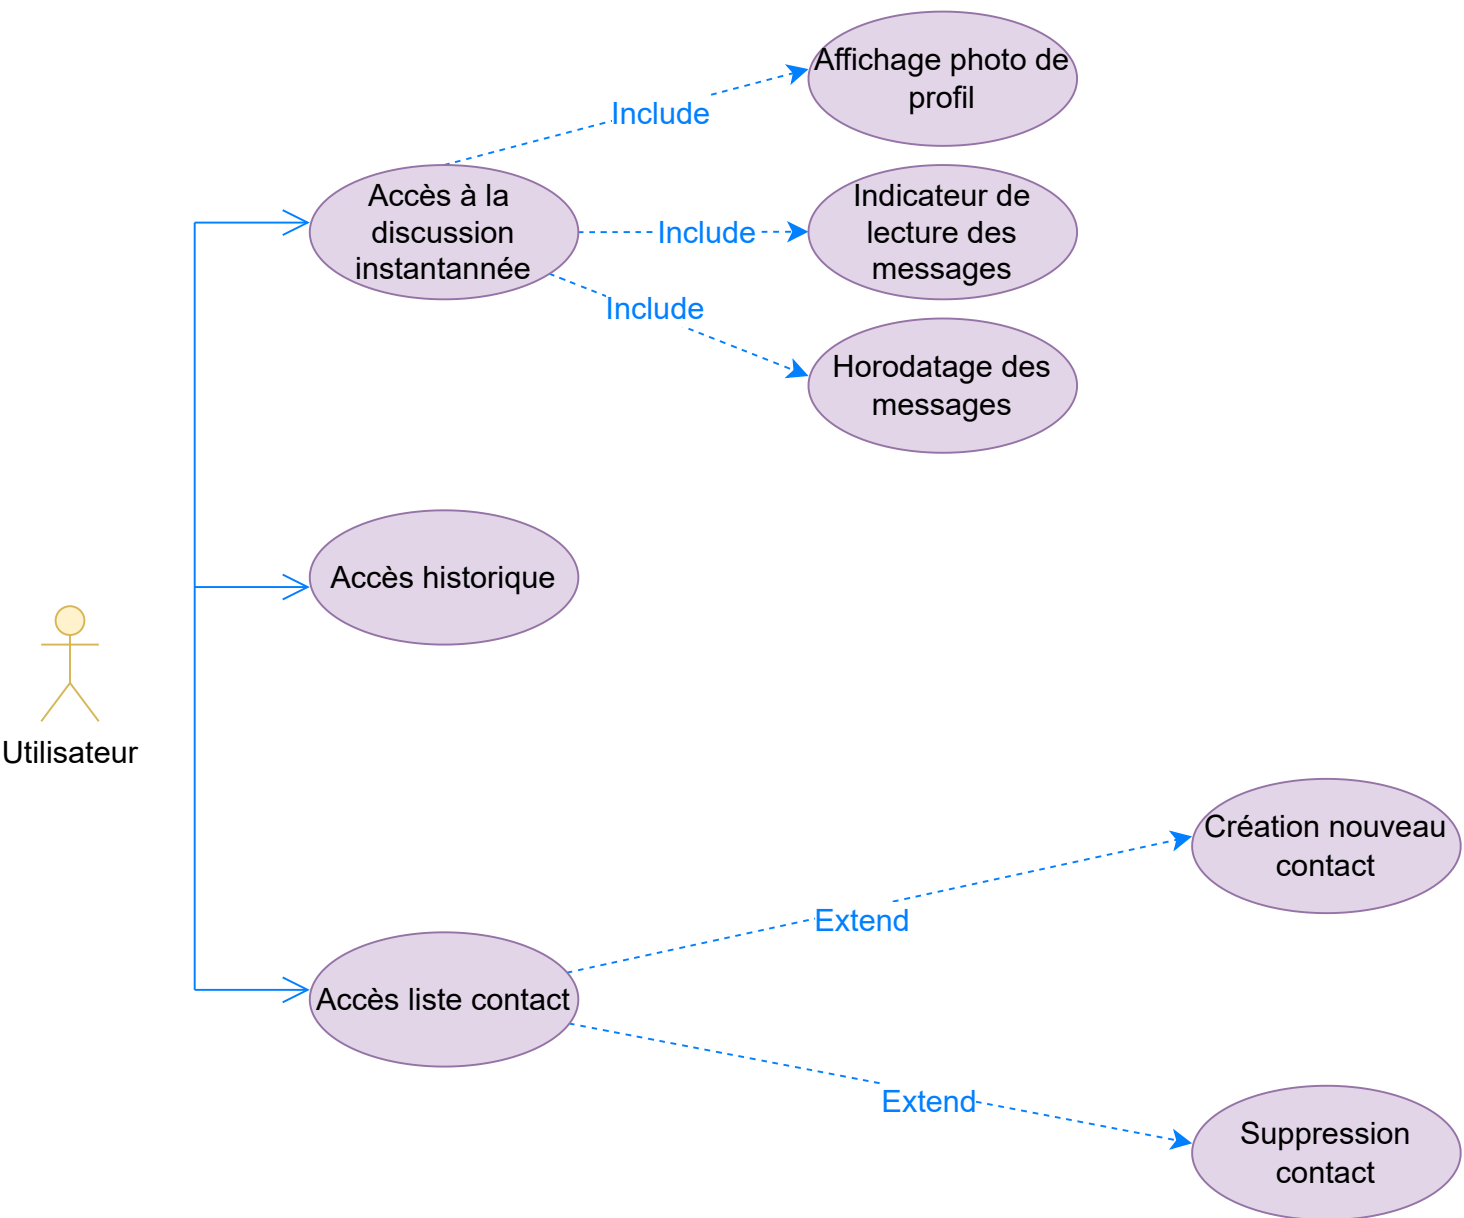 Affichage photo de
profil
Include
Accès à la
discussion
instantannée
Include
Indicateur de
lecture des
messages
Include
Horodatage des
messages
Accès historique
Utilisateur
Création nouveau
contact
Extend
Accès liste contact
Extend
Suppression
contact